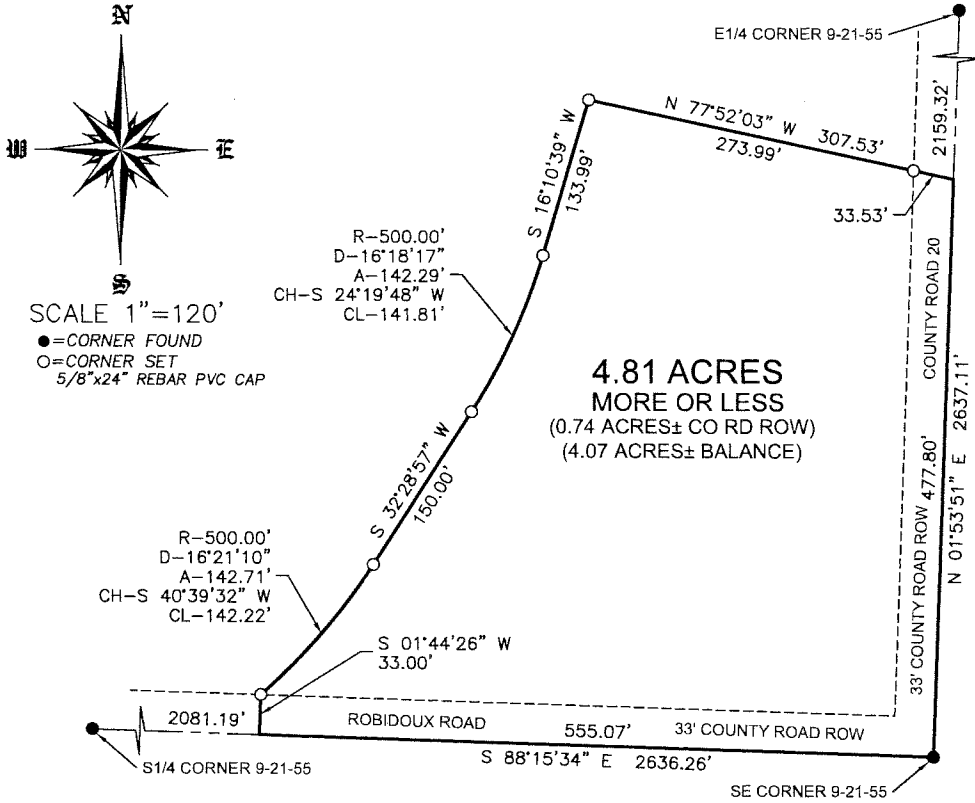 N
W
E
S
SCALE 1"=120'
●=CORNER FOUND
○=CORNER SET
5/8"x24" REBAR PVC CAP
E1/4 CORNER 9-21-55
2159.32'
N 77°52'03" W 307.53'
273.99'
33.53'
S 16°10'39" W
133.99'
R-500.00'
D-16°18'17"
A-142.29'
CH-S 24°19'48" W
CL-141.81'
4.81 ACRES
MORE OR LESS
(0.74 ACRES± CO RD ROW)
(4.07 ACRES± BALANCE)
COUNTY ROAD 20
33' COUNTY ROAD ROW 477.80'
N 01°53'51" E 2637.11'
S 32°28'57" W
150.00'
R-500.00'
D-16°21'10"
A-142.71'
CH-S 40°39'32" W
CL-142.22'
S 01°44'26" W
33.00'
2081.19'
ROBIDOUX ROAD 555.07' 33' COUNTY ROAD ROW
S 88°15'34" E 2636.26'
S1/4 CORNER 9-21-55
SE CORNER 9-21-55